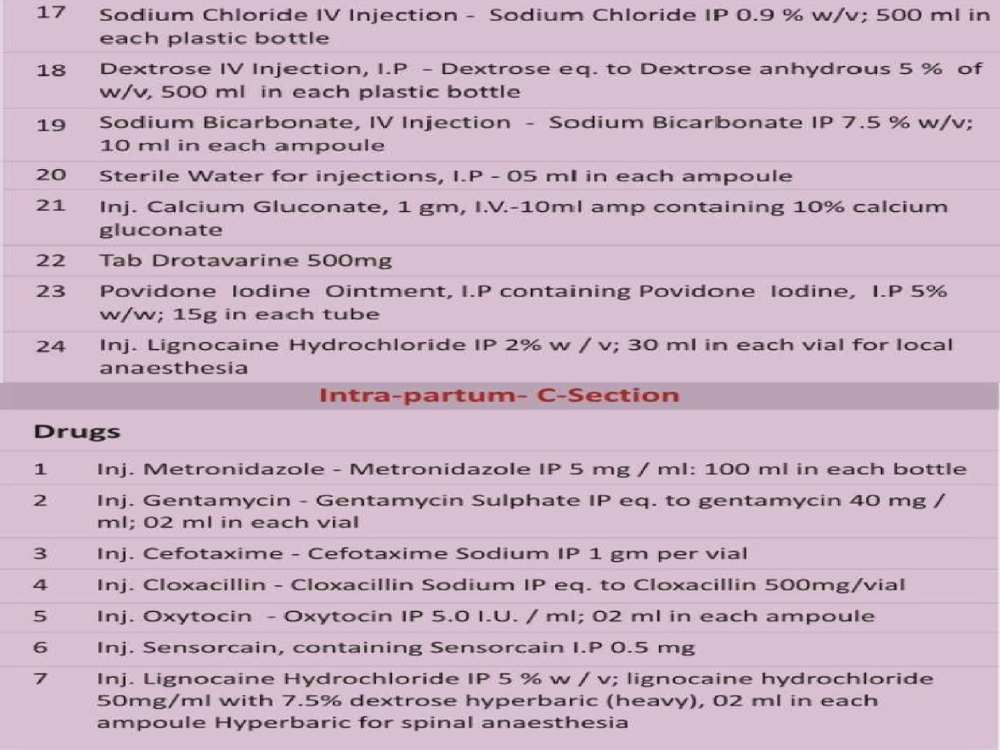 17 Sodium Chloride IV Injection - Sodium Chloride IP 0.9 % w/v; 500 ml in
each plastic bottle
18 Dextrose IV Injection, I.P - Dextrose eq. to Dextrose anhydrous 5 % of
w/v, 500 ml in each plastic bottle
19 Sodium Bicarbonate, IV Injection - Sodium Bicarbonate IP 7.5 % w/v;
10 ml in each ampoule
20 Sterile Water for injections, I.P - 05 ml in each ampoule
21 Inj. Calcium Gluconate, 1 gm, I.V.-10ml amp containing 10% calcium
gluconate
22 Tab Drotavarine 500mg
23 Povidone Iodine Ointment, I.P containing Povidone Iodine, I.P 5%
w/w; 15g in each tube
24 Inj. Lignocaine Hydrochloride IP 2% w / v; 30 ml in each vial for local
anaesthesia
Intra-partum- C-Section
Drugs
1 Inj. Metronidazole - Metronidazole IP 5 mg / ml: 100 ml in each bottle
2 Inj. Gentamycin - Gentamycin Sulphate IP eq. to gentamycin 40 mg /
ml; 02 ml in each vial
3 Inj. Cefotaxime - Cefotaxime Sodium IP 1 gm per vial
4 Inj. Cloxacillin - Cloxacillin Sodium IP eq. to Cloxacillin 500mg/vial
5 Inj. Oxytocin - Oxytocin IP 5.0 I.U. / ml; 02 ml in each ampoule
6 Inj. Sensorcain, containing Sensorcain I.P 0.5 mg
7 Inj. Lignocaine Hydrochloride IP 5 % w / v; lignocaine hydrochloride
50mg/ml with 7.5% dextrose hyperbaric (heavy), 02 ml in each
ampoule Hyperbaric for spinal anaesthesia